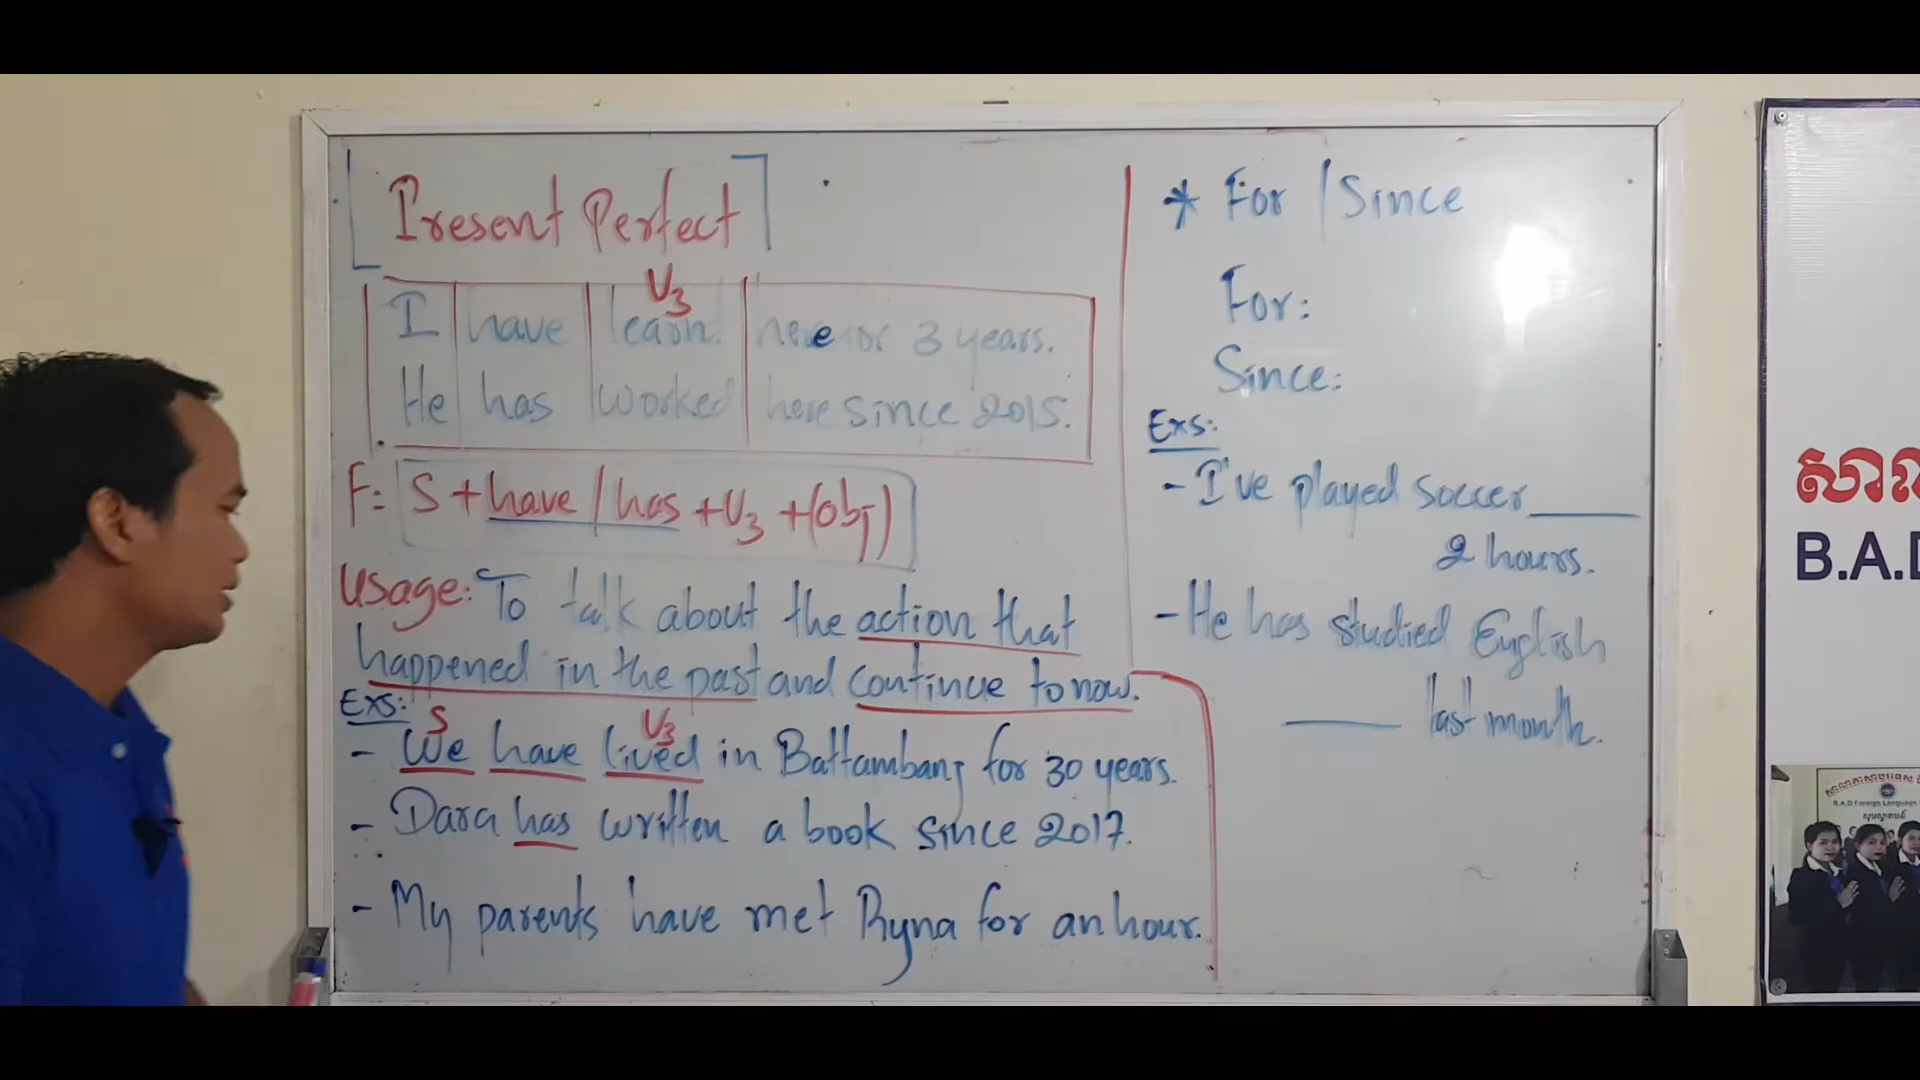 Present Perfect
V3
I have learn here for 3 years.
He has worked here since 2015.
F: S + have / has + V3 + (obj)
Usage: To talk about the action that
happened in the past and continue to now.
Exs:
S V3
- We have lived in Battambang for 30 years.
- Dara has written a book since 2017.
- My parents have met Ryna for an hour.
* For / Since
For:
Since:
Exs:
- I've played soccer ____
2 hours.
- He has studied English
____ last month.
B.A.D
B.A.D Foreign Language